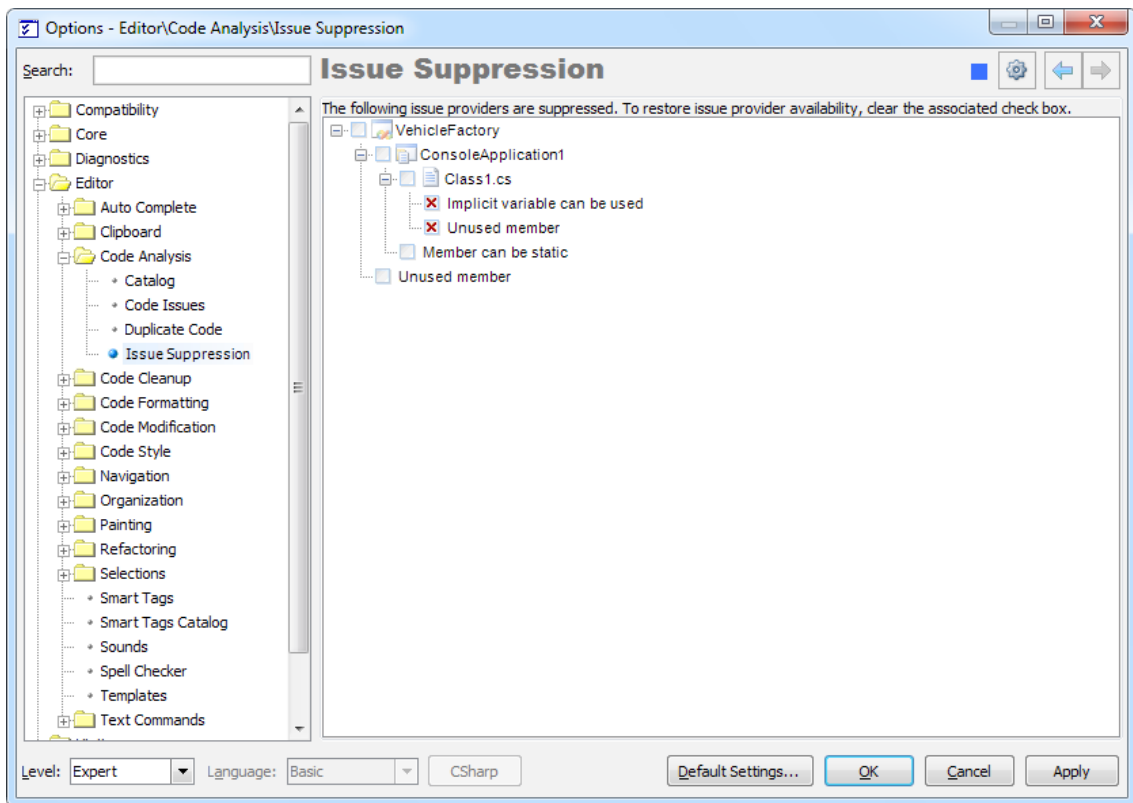 Options - Editor\Code Analysis\Issue Suppression
Search:
Issue Suppression
Compatibility
Core
Diagnostics
Editor
Auto Complete
Clipboard
Code Analysis
Catalog
Code Issues
Duplicate Code
Issue Suppression
Code Cleanup
Code Formatting
Code Modification
Code Style
Navigation
Organization
Painting
Refactoring
Selections
Smart Tags
Smart Tags Catalog
Sounds
Spell Checker
Templates
Text Commands
The following issue providers are suppressed. To restore issue provider availability, clear the associated check box.
VehicleFactory
ConsoleApplication1
Class1.cs
Implicit variable can be used
Unused member
Member can be static
Unused member
Level: Expert Language: Basic CSharp Default Settings... OK Cancel Apply